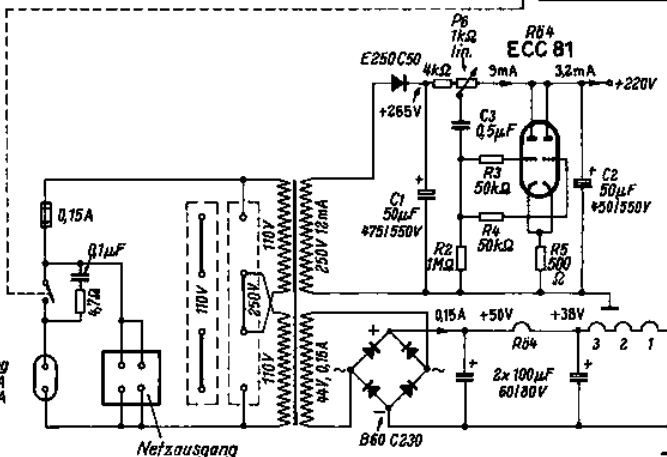 P6
1kΩ
lin.
Rö4
ECC 81
E250C50
4kΩ
9mA
3,2mA
+220V
+265V
C3
0,5µF
0,15A
0,1µF
4,7Ω
110V
250V
110V
110V
250V 12mA
C1
50µF
475/550V
R3
50kΩ
R4
50kΩ
R2
1MΩ
R5
500
Ω
C2
50µF
450/550V
44V, 0,15A
0,15A
+50V
Rö4
+38V
3 2 1
+
~
~
−
2x100µF
60/80V
B60 C230
g
A
A
Netzausgang